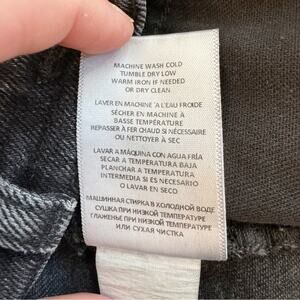 MACHINE WASH COLD
TUMBLE DRY LOW
WARM IRON IF NEEDED
OR DRY CLEAN
LAVER EN MACHINE A L'EAU FROIDE
SÉCHER EN MACHINE À
BASSE TEMPÉRATURE
REPASSER À FER CHAUD SI NÉCESSAIRE
OU NETTOYER À SEC
LAVAR A MÁQUINA CON AGUA FRÍA
SECAR A TEMPERATURA BAJA
PLANCHAR A TEMPERATURA
INTERMEDIA SI ES NECESARIO
O LAVAR EN SECO
МАШИННАЯ СТИРКА В ХОЛОДНОЙ ВОДЕ
СУШКА ПРИ НИЗКОЙ ТЕМПЕРАТУРЕ
ГЛАЖЕНЬЕ ПРИ НИЗКОЙ ТЕМПЕРАТУРЕ
ИЛИ СУХАЯ ЧИСТКА